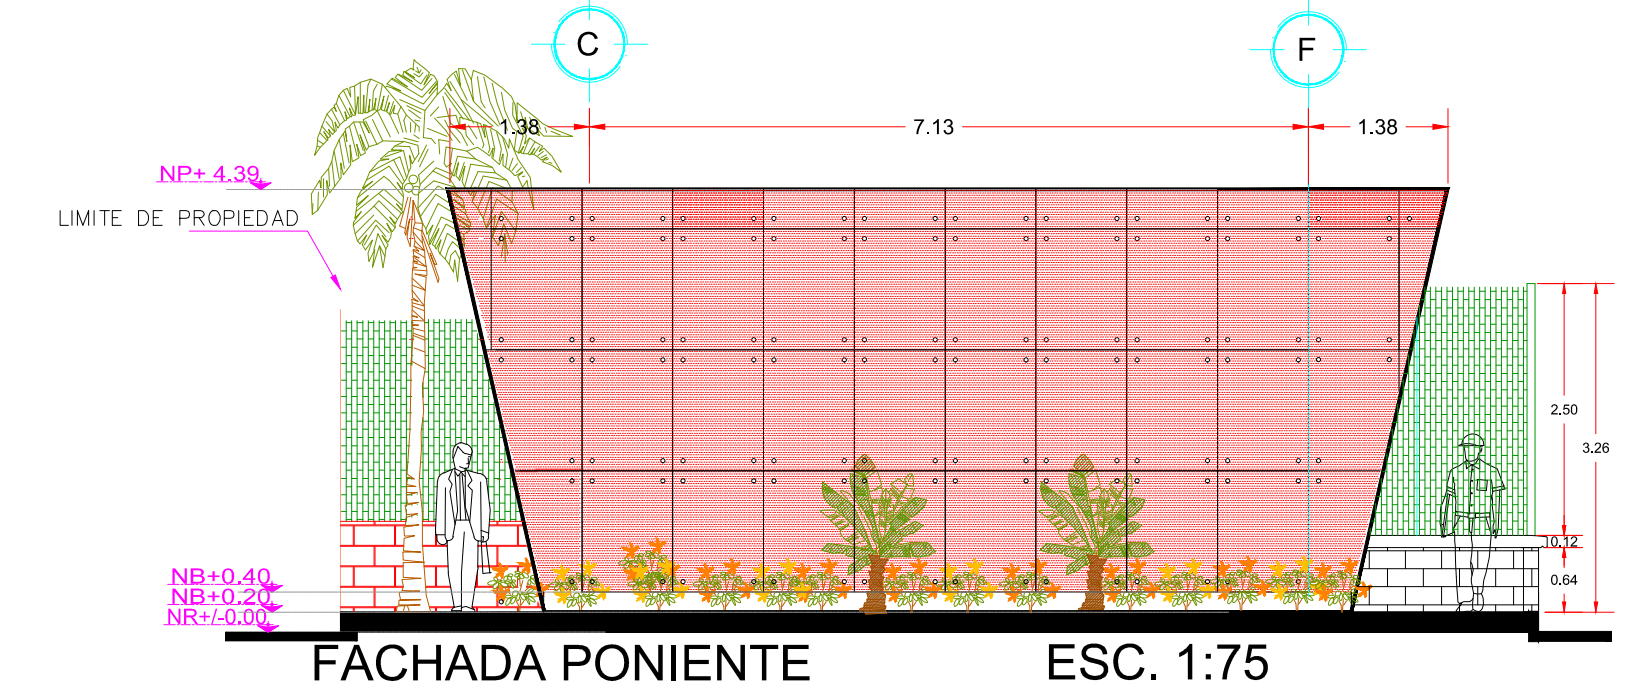 C
F
1.38
7.13
1.38
NP+ 4.39
LIMITE DE PROPIEDAD
2.50
3.26
0.12
0.64
NB+0.40
NB+0.20
NR+/-0.00
FACHADA PONIENTE
ESC. 1:75